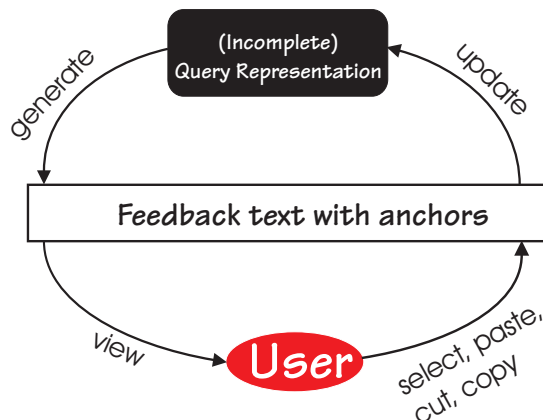 (Incomplete)
Query Representation
generate
update
Feedback text with anchors
view
User
select, paste,
cut, copy